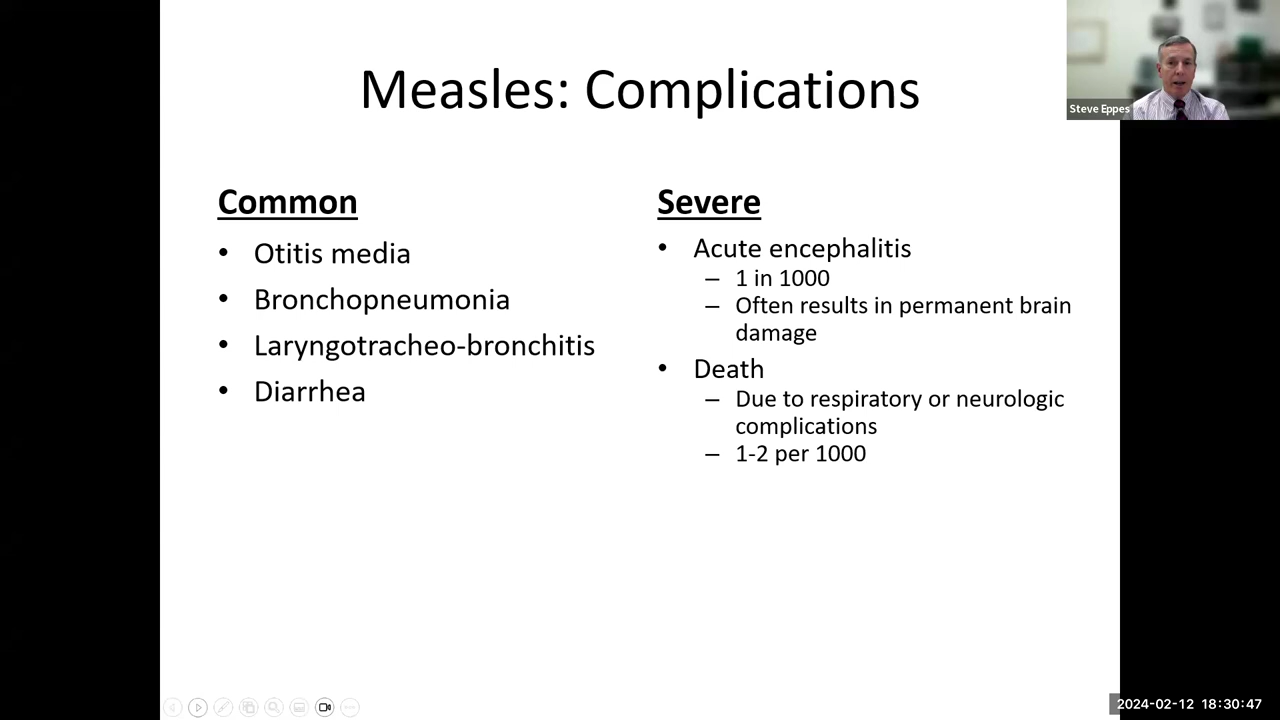 Measles: Complications
Steve Eppes
Common
• Otitis media
• Bronchopneumonia
• Laryngotracheo-bronchitis
• Diarrhea
Severe
• Acute encephalitis
– 1 in 1000
– Often results in permanent brain
damage
• Death
– Due to respiratory or neurologic
complications
– 1-2 per 1000
2024-02-12 18:30:47